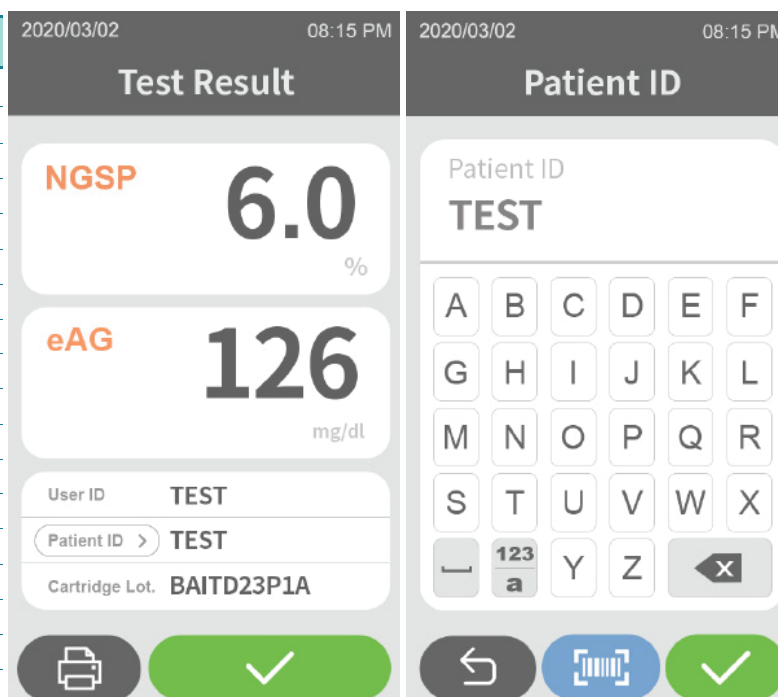 2020/03/02 08:15 PM
Test Result
NGSP 6.0
%
eAG 126
mg/dl
User ID TEST
Patient ID > TEST
Cartridge Lot. BAITD23P1A
2020/03/02 08:15 PM
Patient ID
Patient ID
TEST
A B C D E F
G H I J K L
M N O P Q R
S T U V W X
123
a Y Z